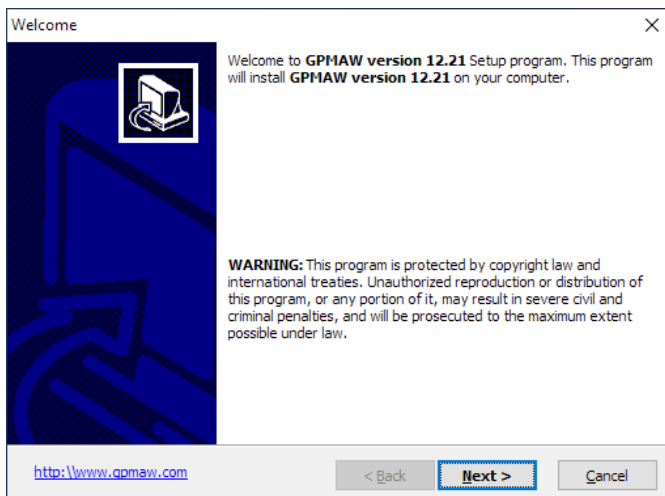 Welcome
Welcome to GPMAW version 12.21 Setup program. This program
will install GPMAW version 12.21 on your computer.
WARNING: This program is protected by copyright law and
international treaties. Unauthorized reproduction or distribution of
this program, or any portion of it, may result in severe civil and
criminal penalties, and will be prosecuted to the maximum extent
possible under law.
http:\\www.gpmaw.com
< Back
Next >
Cancel